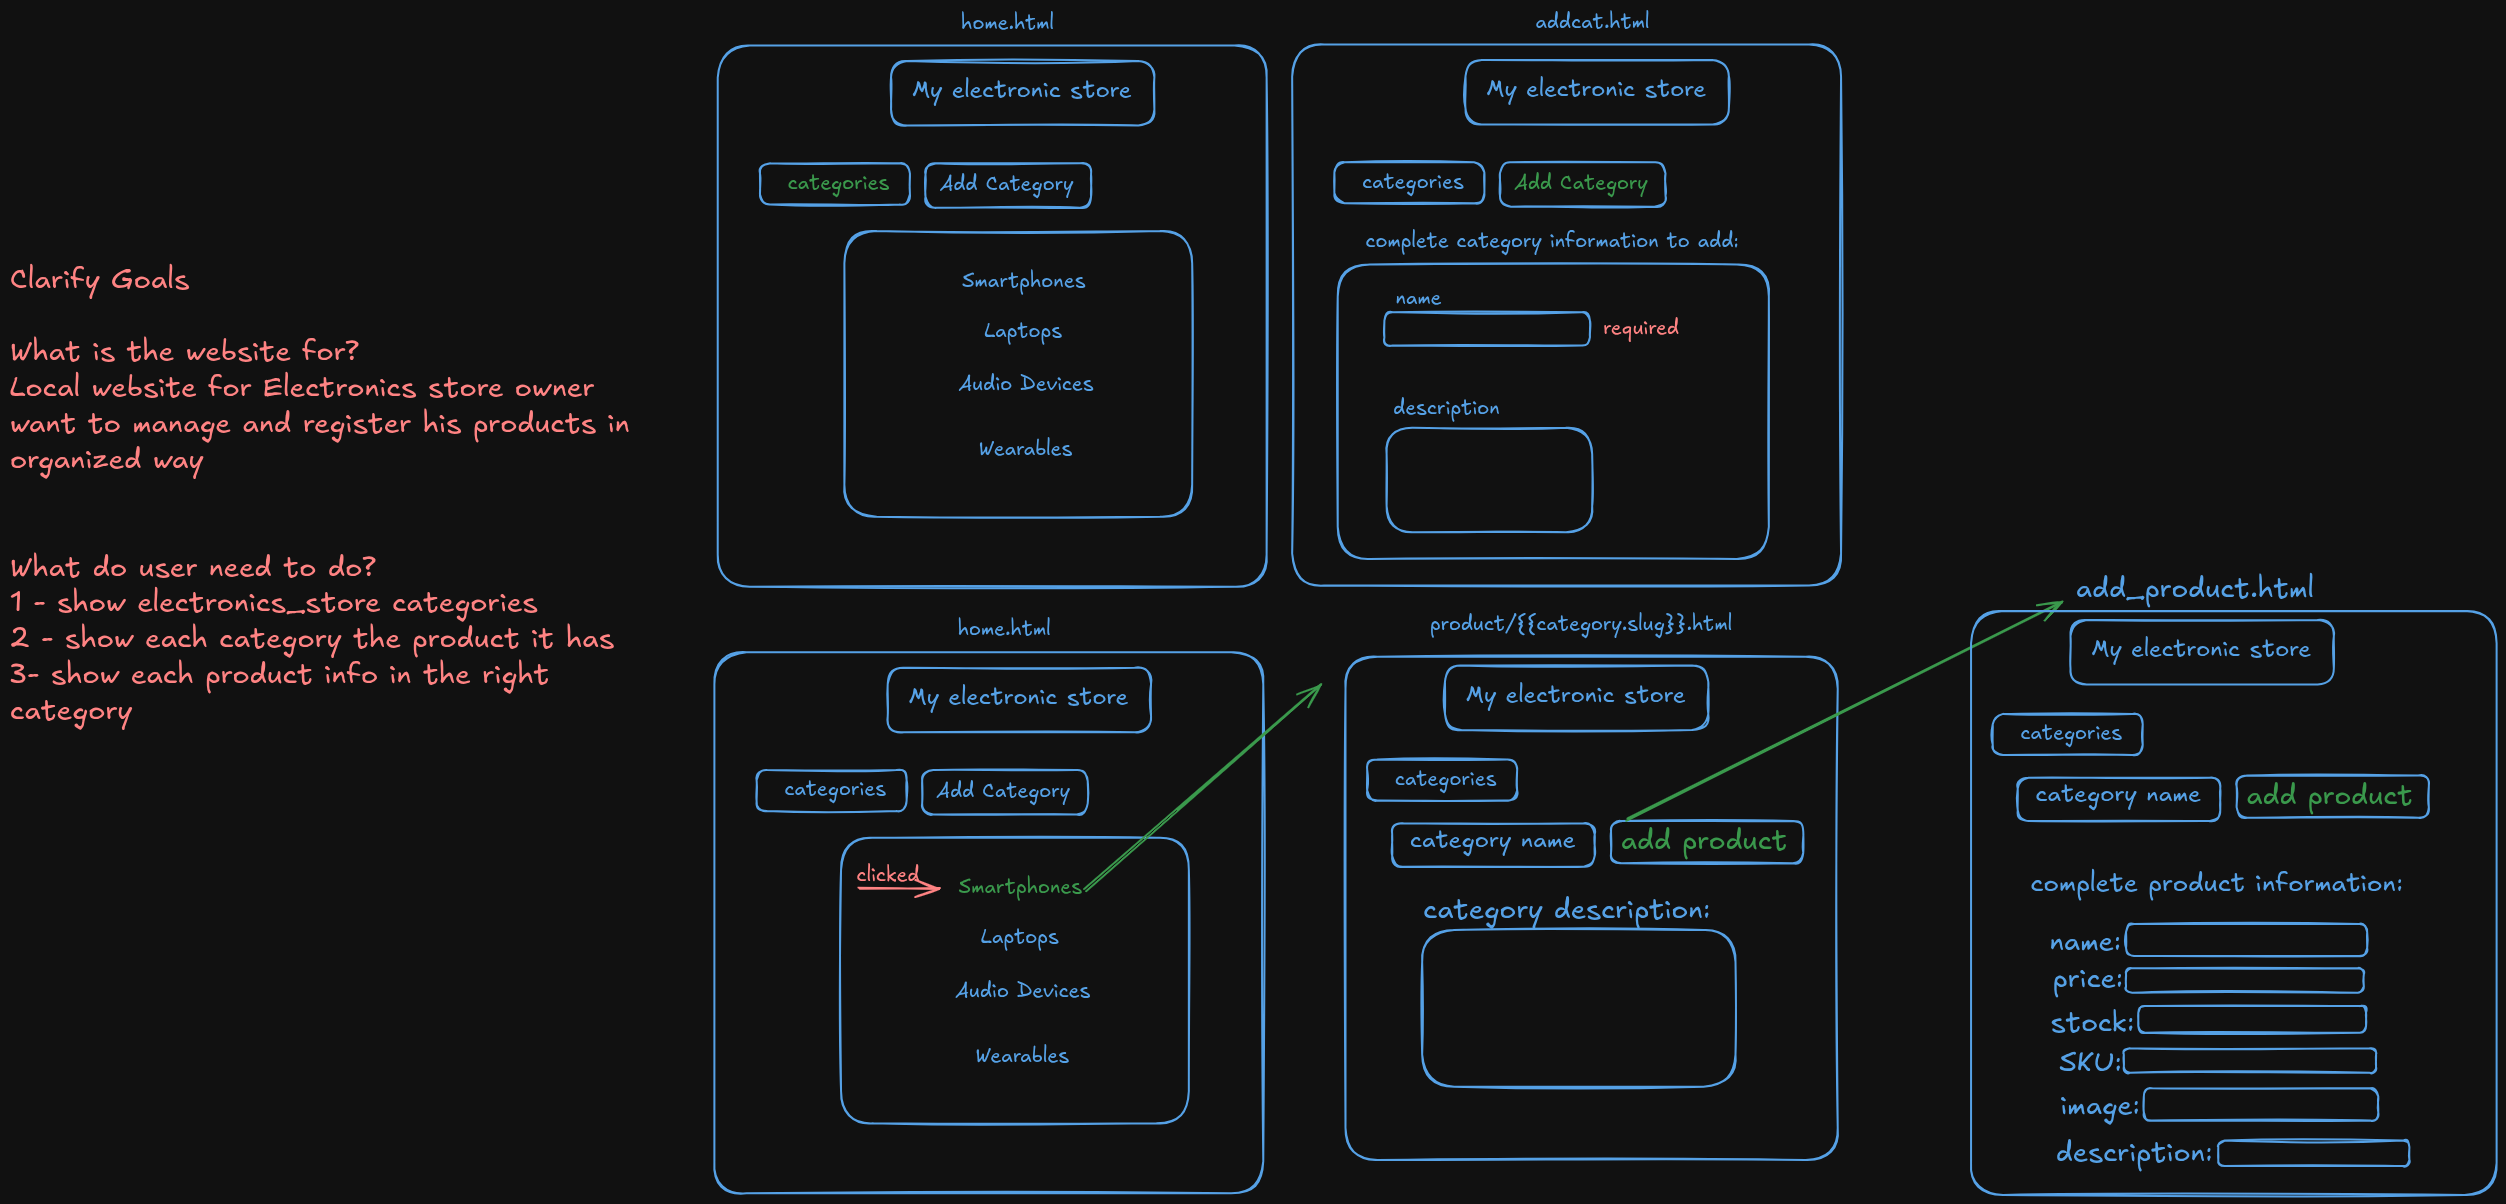 Clarify Goals
What is the website for?
Local website for Electronics store owner
want to manage and register his products in
organized way
What do user need to do?
1 - show electronics_store categories
2 - show each category the product it has
3- show each product info in the right
category
home.html
My electronic store
categories
Add Category
Smartphones
Laptops
Audio Devices
Wearables
addcat.html
My electronic store
categories
Add Category
complete category information to add:
name
required
description
home.html
My electronic store
categories
Add Category
clicked
Smartphones
Laptops
Audio Devices
Wearables
product/{{category.slug}}.html
My electronic store
categories
category name
add product
category description:
add_product.html
My electronic store
categories
category name
add product
complete product information:
name:
price:
stock:
SKU:
image:
description: